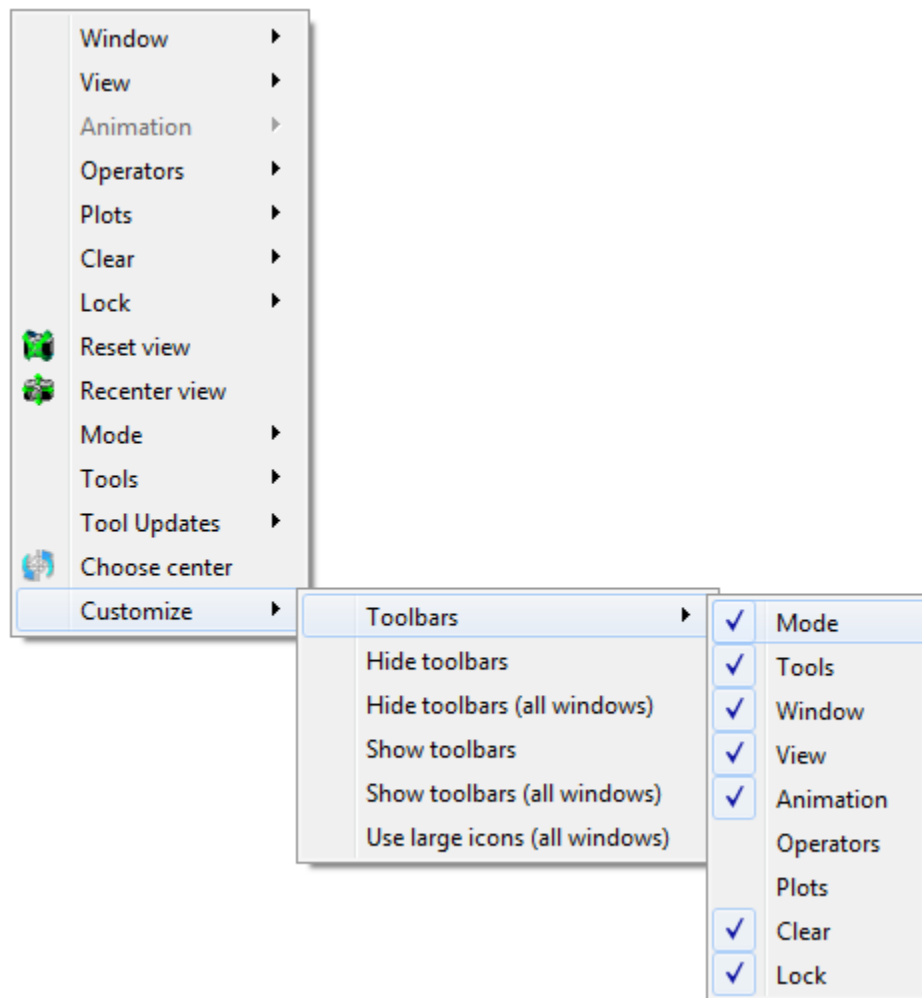 Window
View
Animation
Operators
Plots
Clear
Lock
Reset view
Recenter view
Mode
Tools
Tool Updates
Choose center
Customize
Toolbars
Hide toolbars
Hide toolbars (all windows)
Show toolbars
Show toolbars (all windows)
Use large icons (all windows)
Mode
Tools
Window
View
Animation
Operators
Plots
Clear
Lock